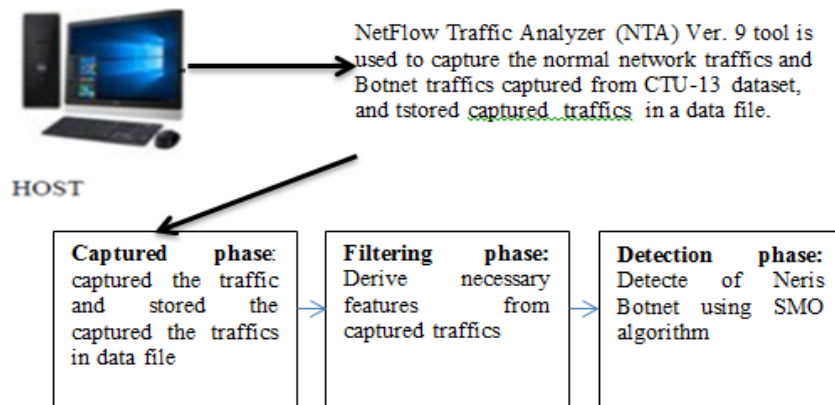 NetFlow Traffic Analyzer (NTA) Ver. 9 tool is
used to capture the normal network traffics and
Botnet traffics captured from CTU-13 dataset,
and tstored captured traffics in a data file.
HOST
Captured phase:
captured the traffic
and stored the
captured the traffics
in data file
Filtering phase:
Derive necessary
features from
captured traffics
Detection phase:
Detecte of Neris
Botnet using SMO
algorithm